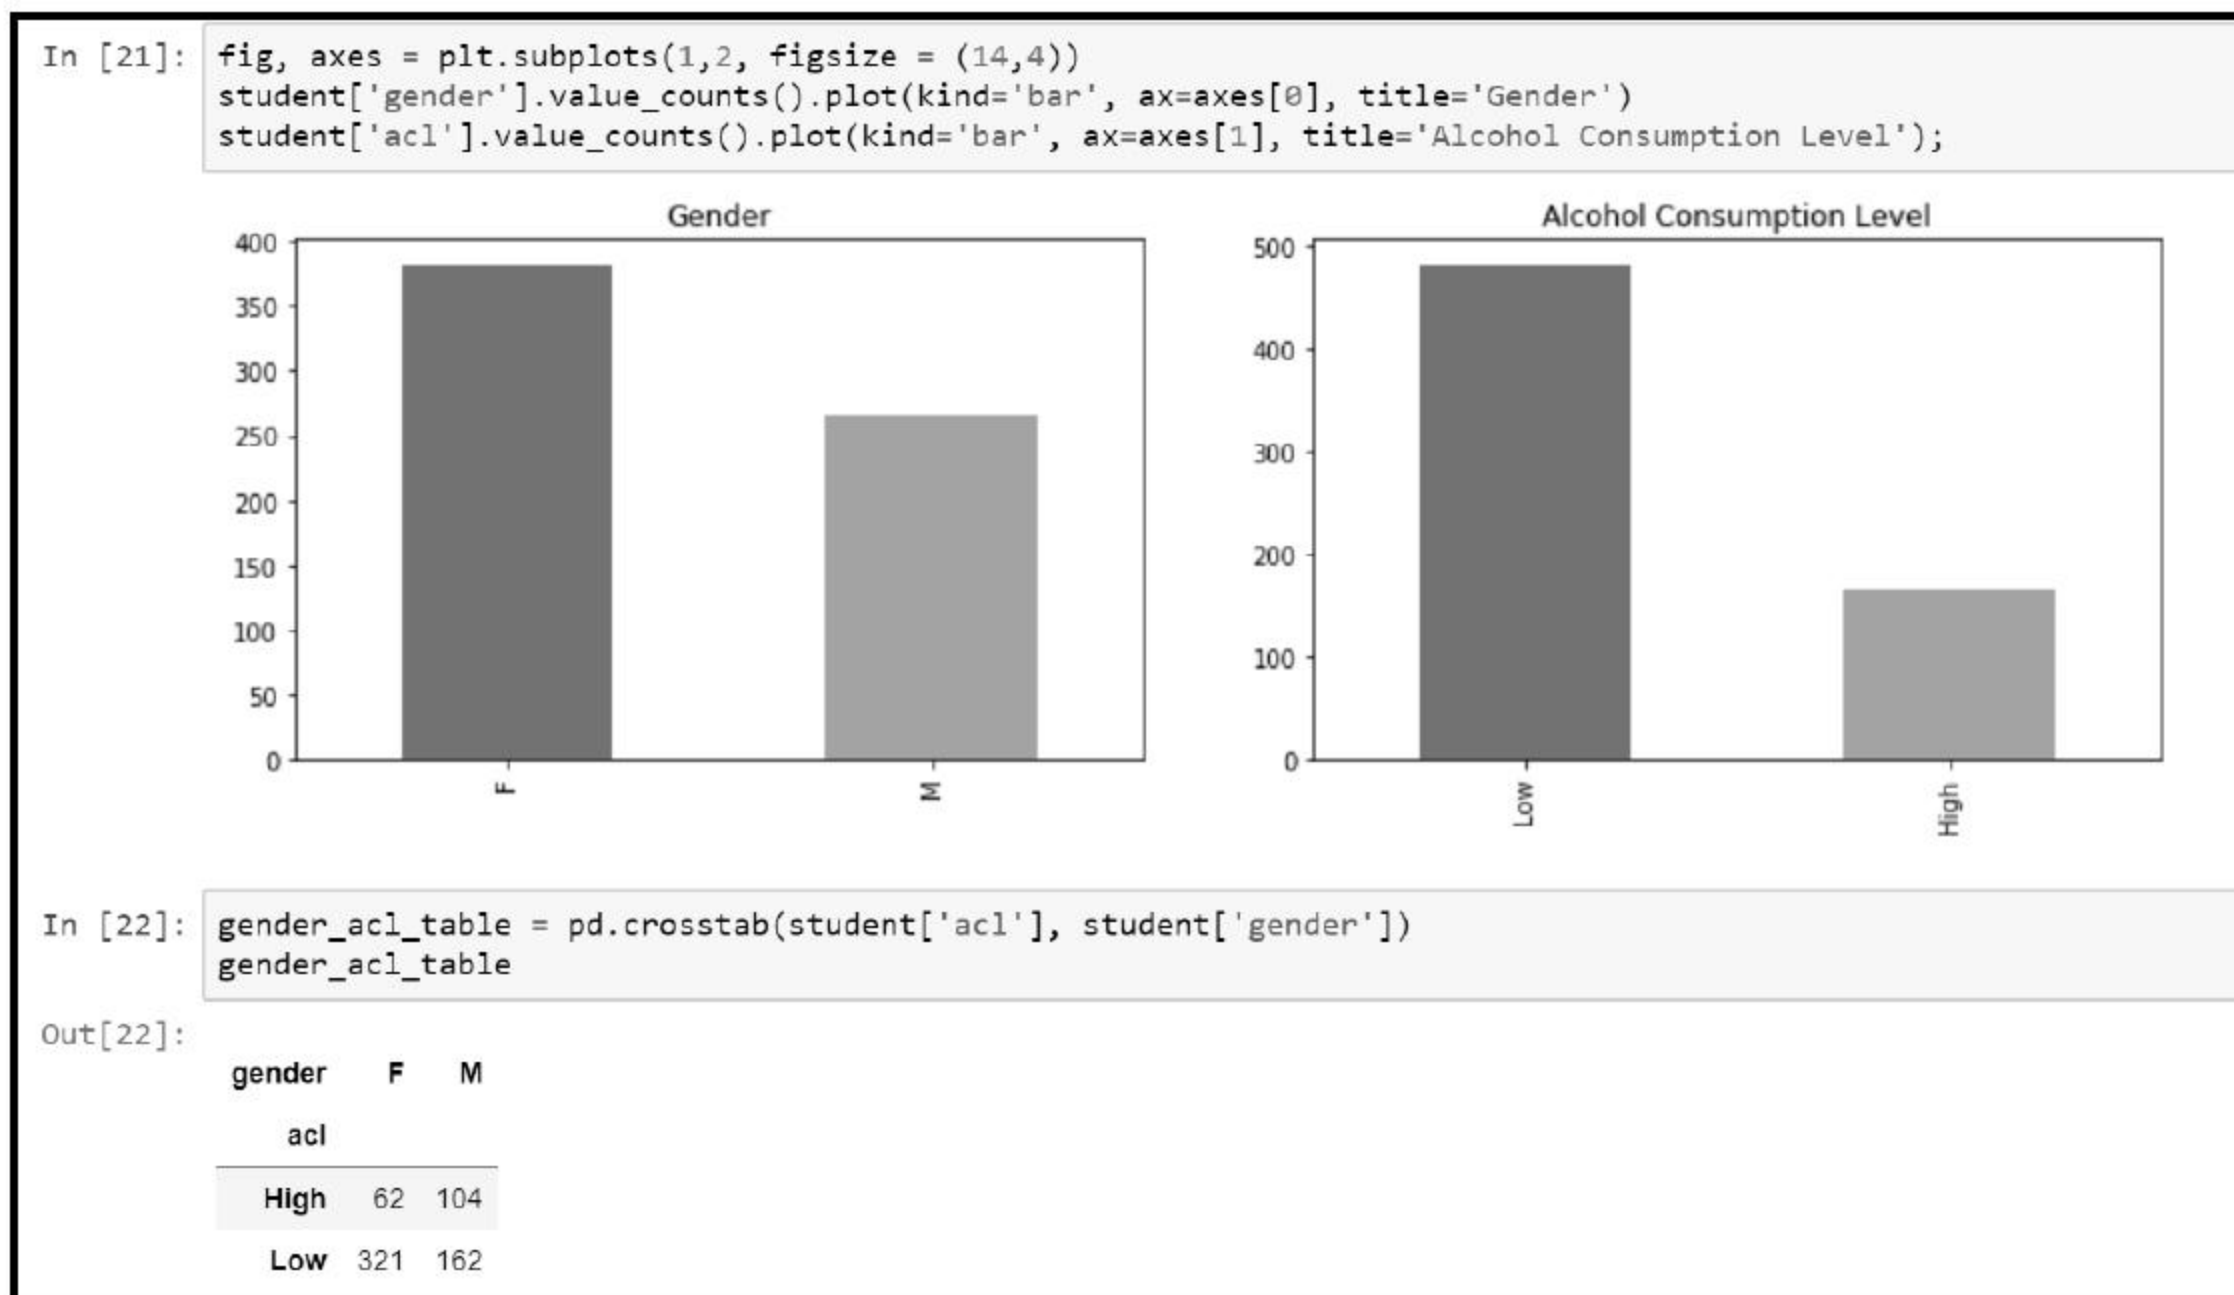 In [21]: fig, axes = plt.subplots(1,2, figsize = (14,4))
student['gender'].value_counts().plot(kind='bar', ax=axes[0], title='Gender')
student['acl'].value_counts().plot(kind='bar', ax=axes[1], title='Alcohol Consumption Level');
Gender
400
350
300
250
200
150
100
50
0
F
M
Alcohol Consumption Level
500
400
300
200
100
0
Low
High
In [22]: gender_acl_table = pd.crosstab(student['acl'], student['gender'])
gender_acl_table
Out[22]:
gender F M
acl
High 62 104
Low 321 162